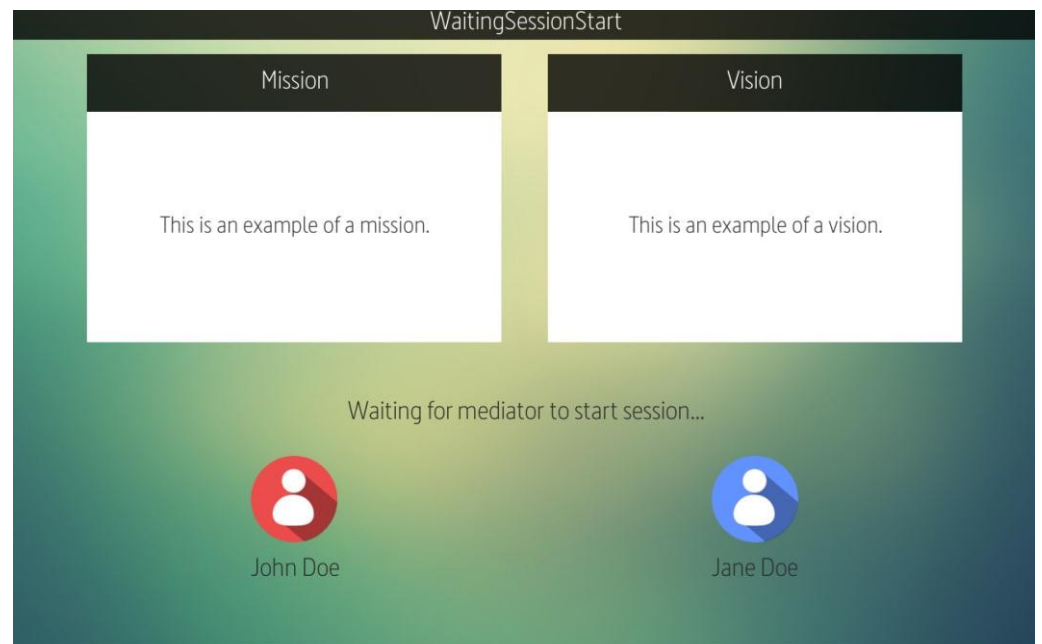 WaitingSessionStart
Mission
Vision
This is an example of a mission.
This is an example of a vision.
Waiting for mediator to start session...
John Doe
Jane Doe